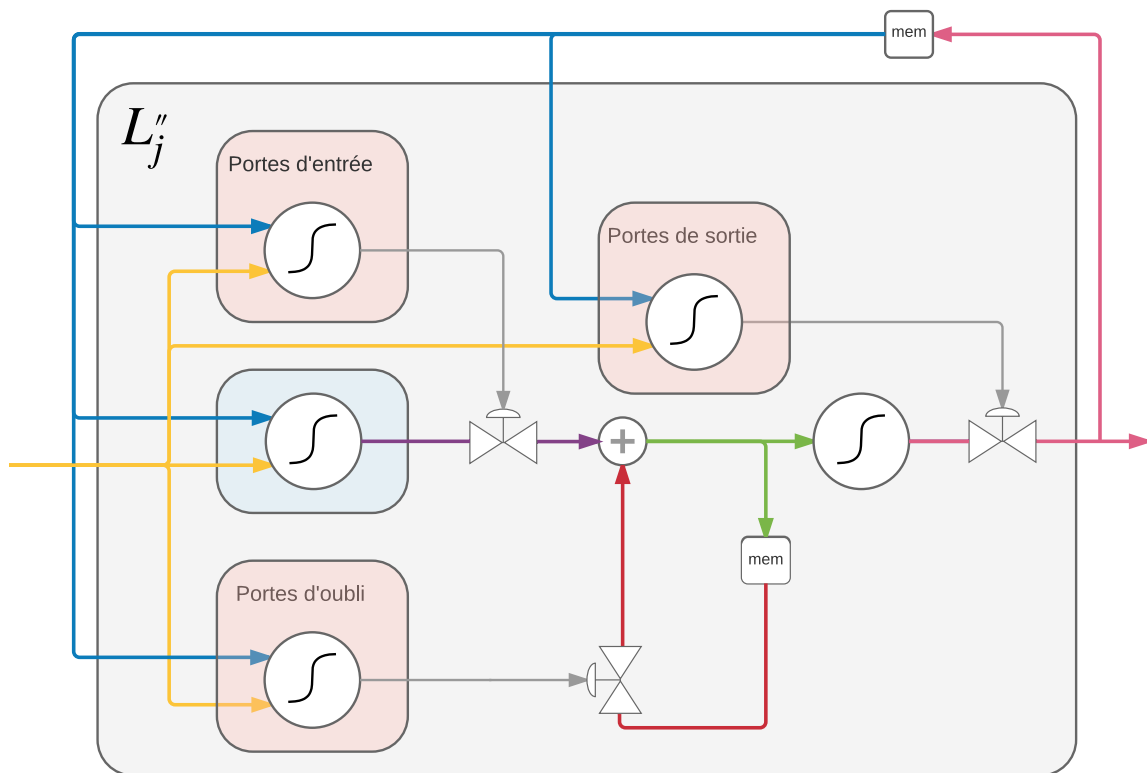 mem
L″j
Portes d'entrée
Portes de sortie
mem
Portes d'oubli